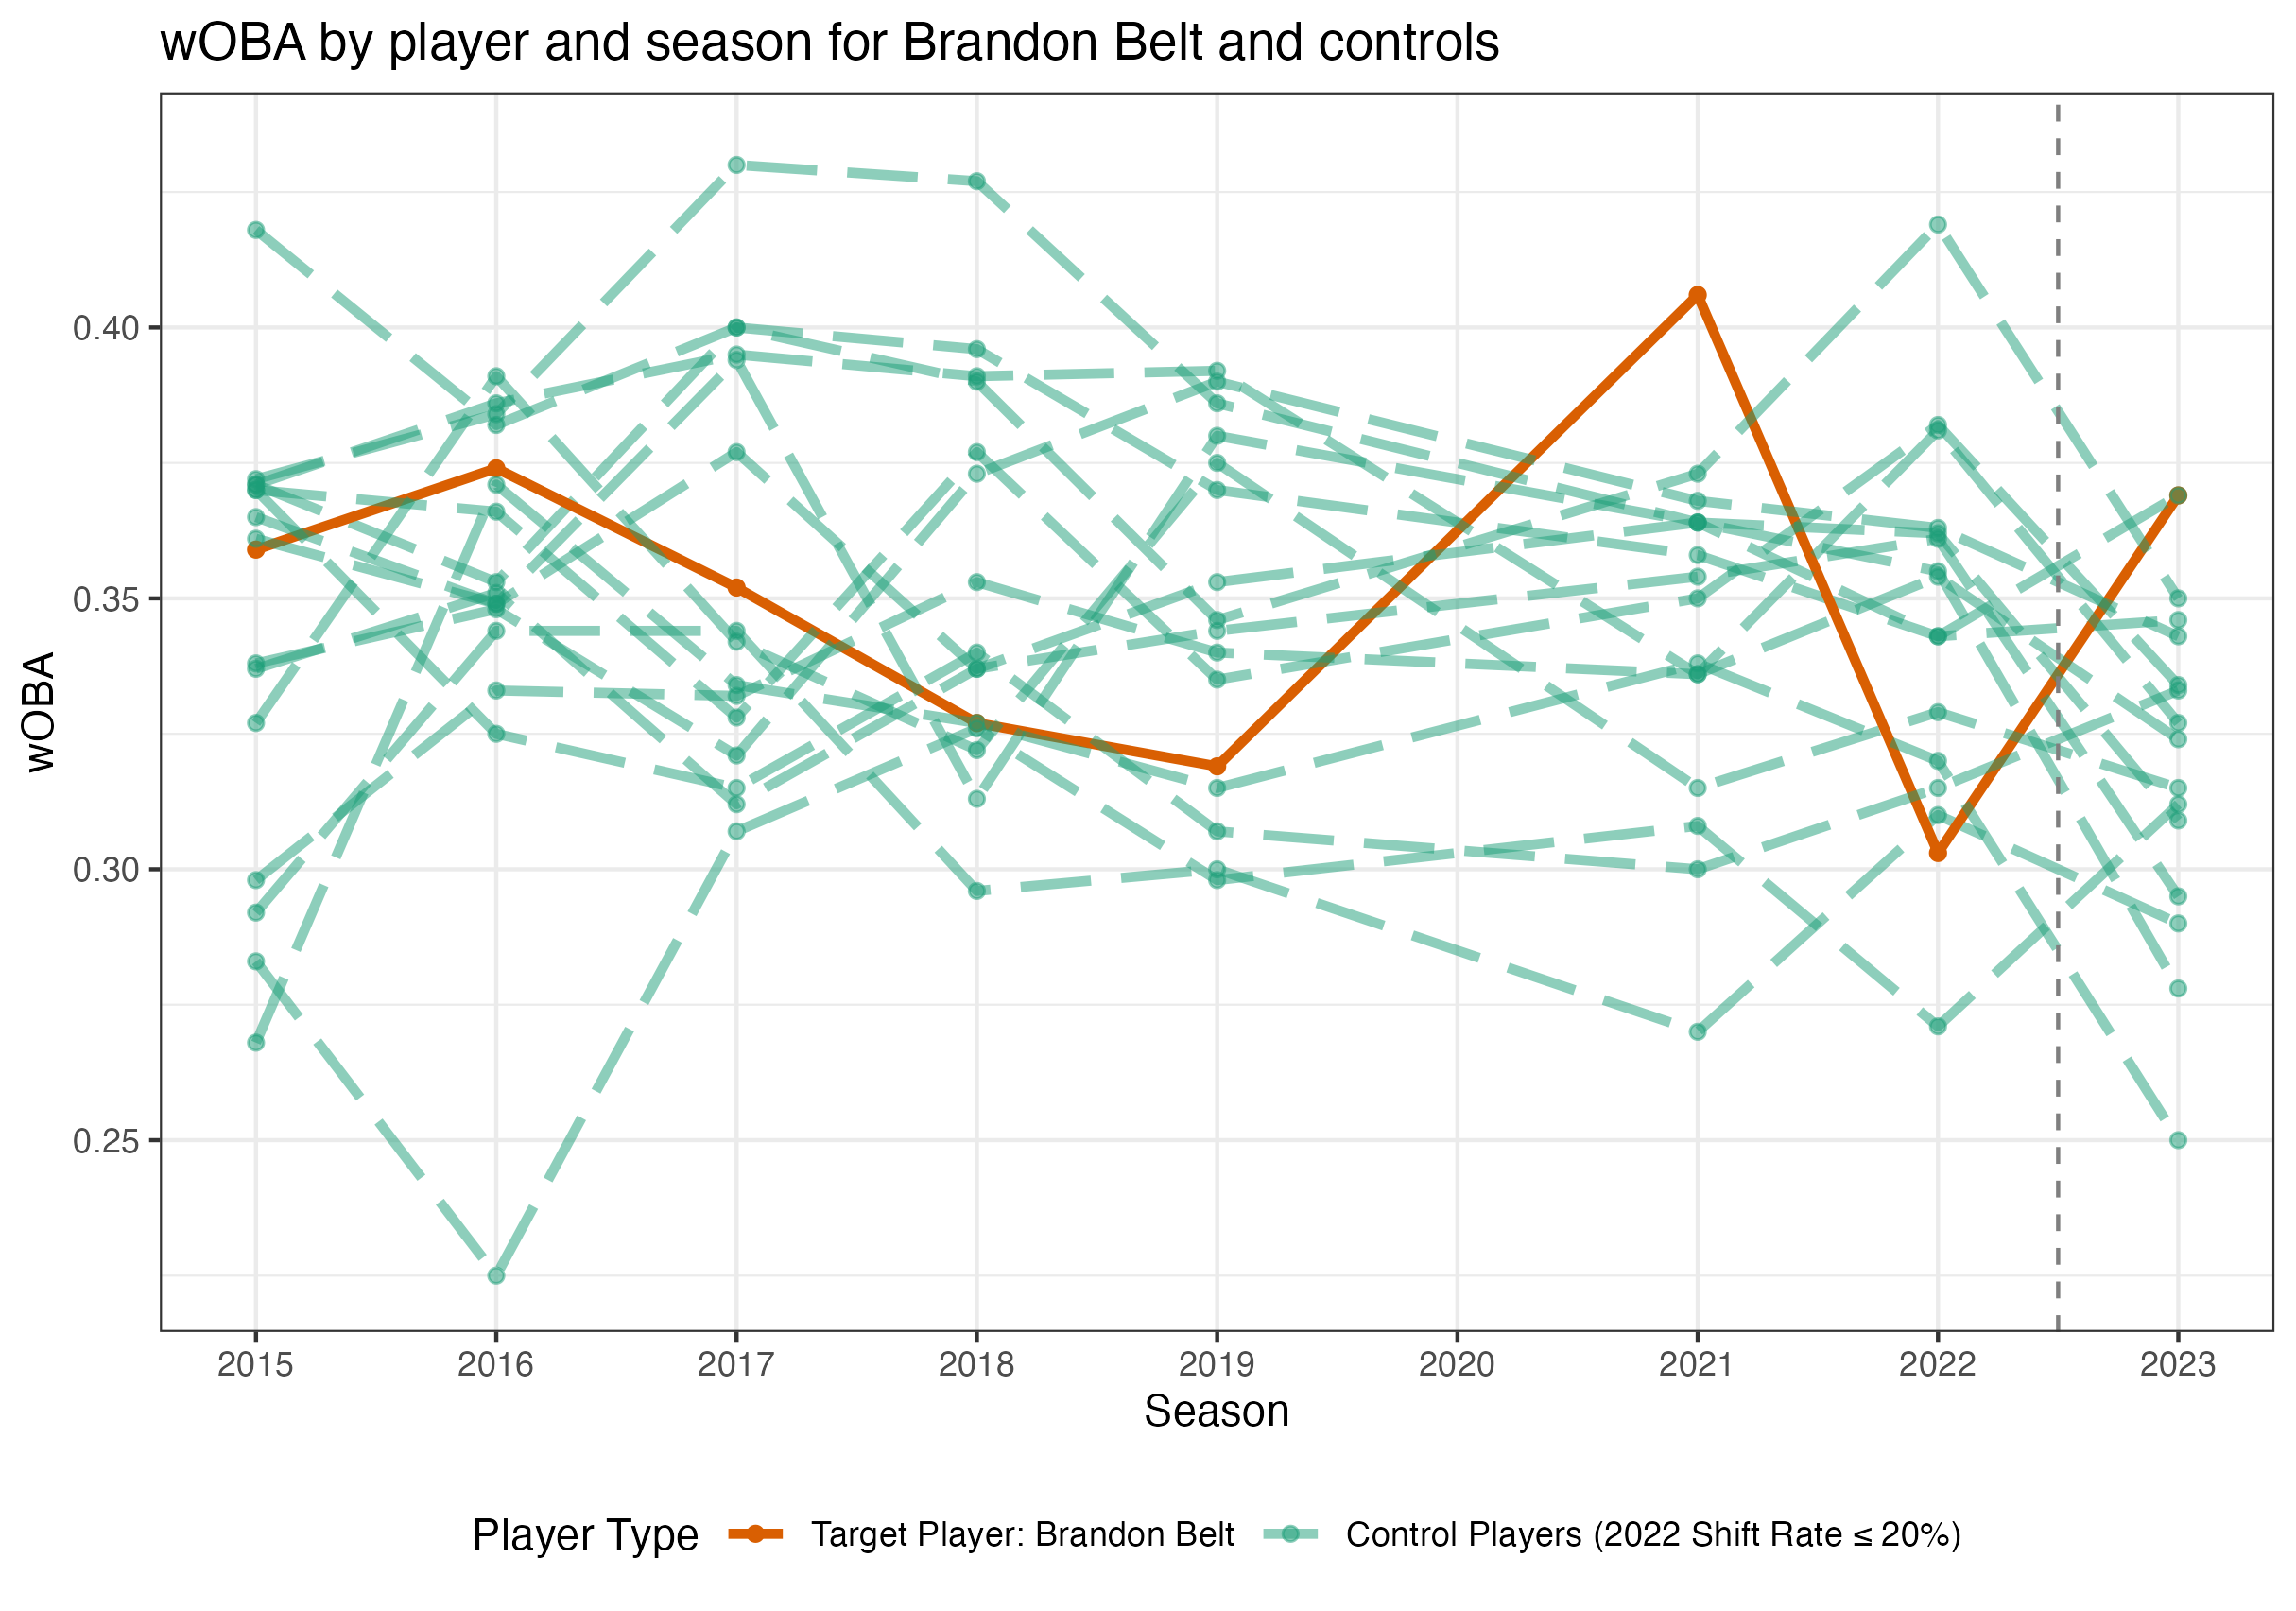 wOBA by player and season for Brandon Belt and controls
wOBA
0.40
0.35
0.30
0.25
2015 2016 2017 2018 2019 2020 2021 2022 2023
Season
Player Type Target Player: Brandon Belt Control Players (2022 Shift Rate ≤ 20%)